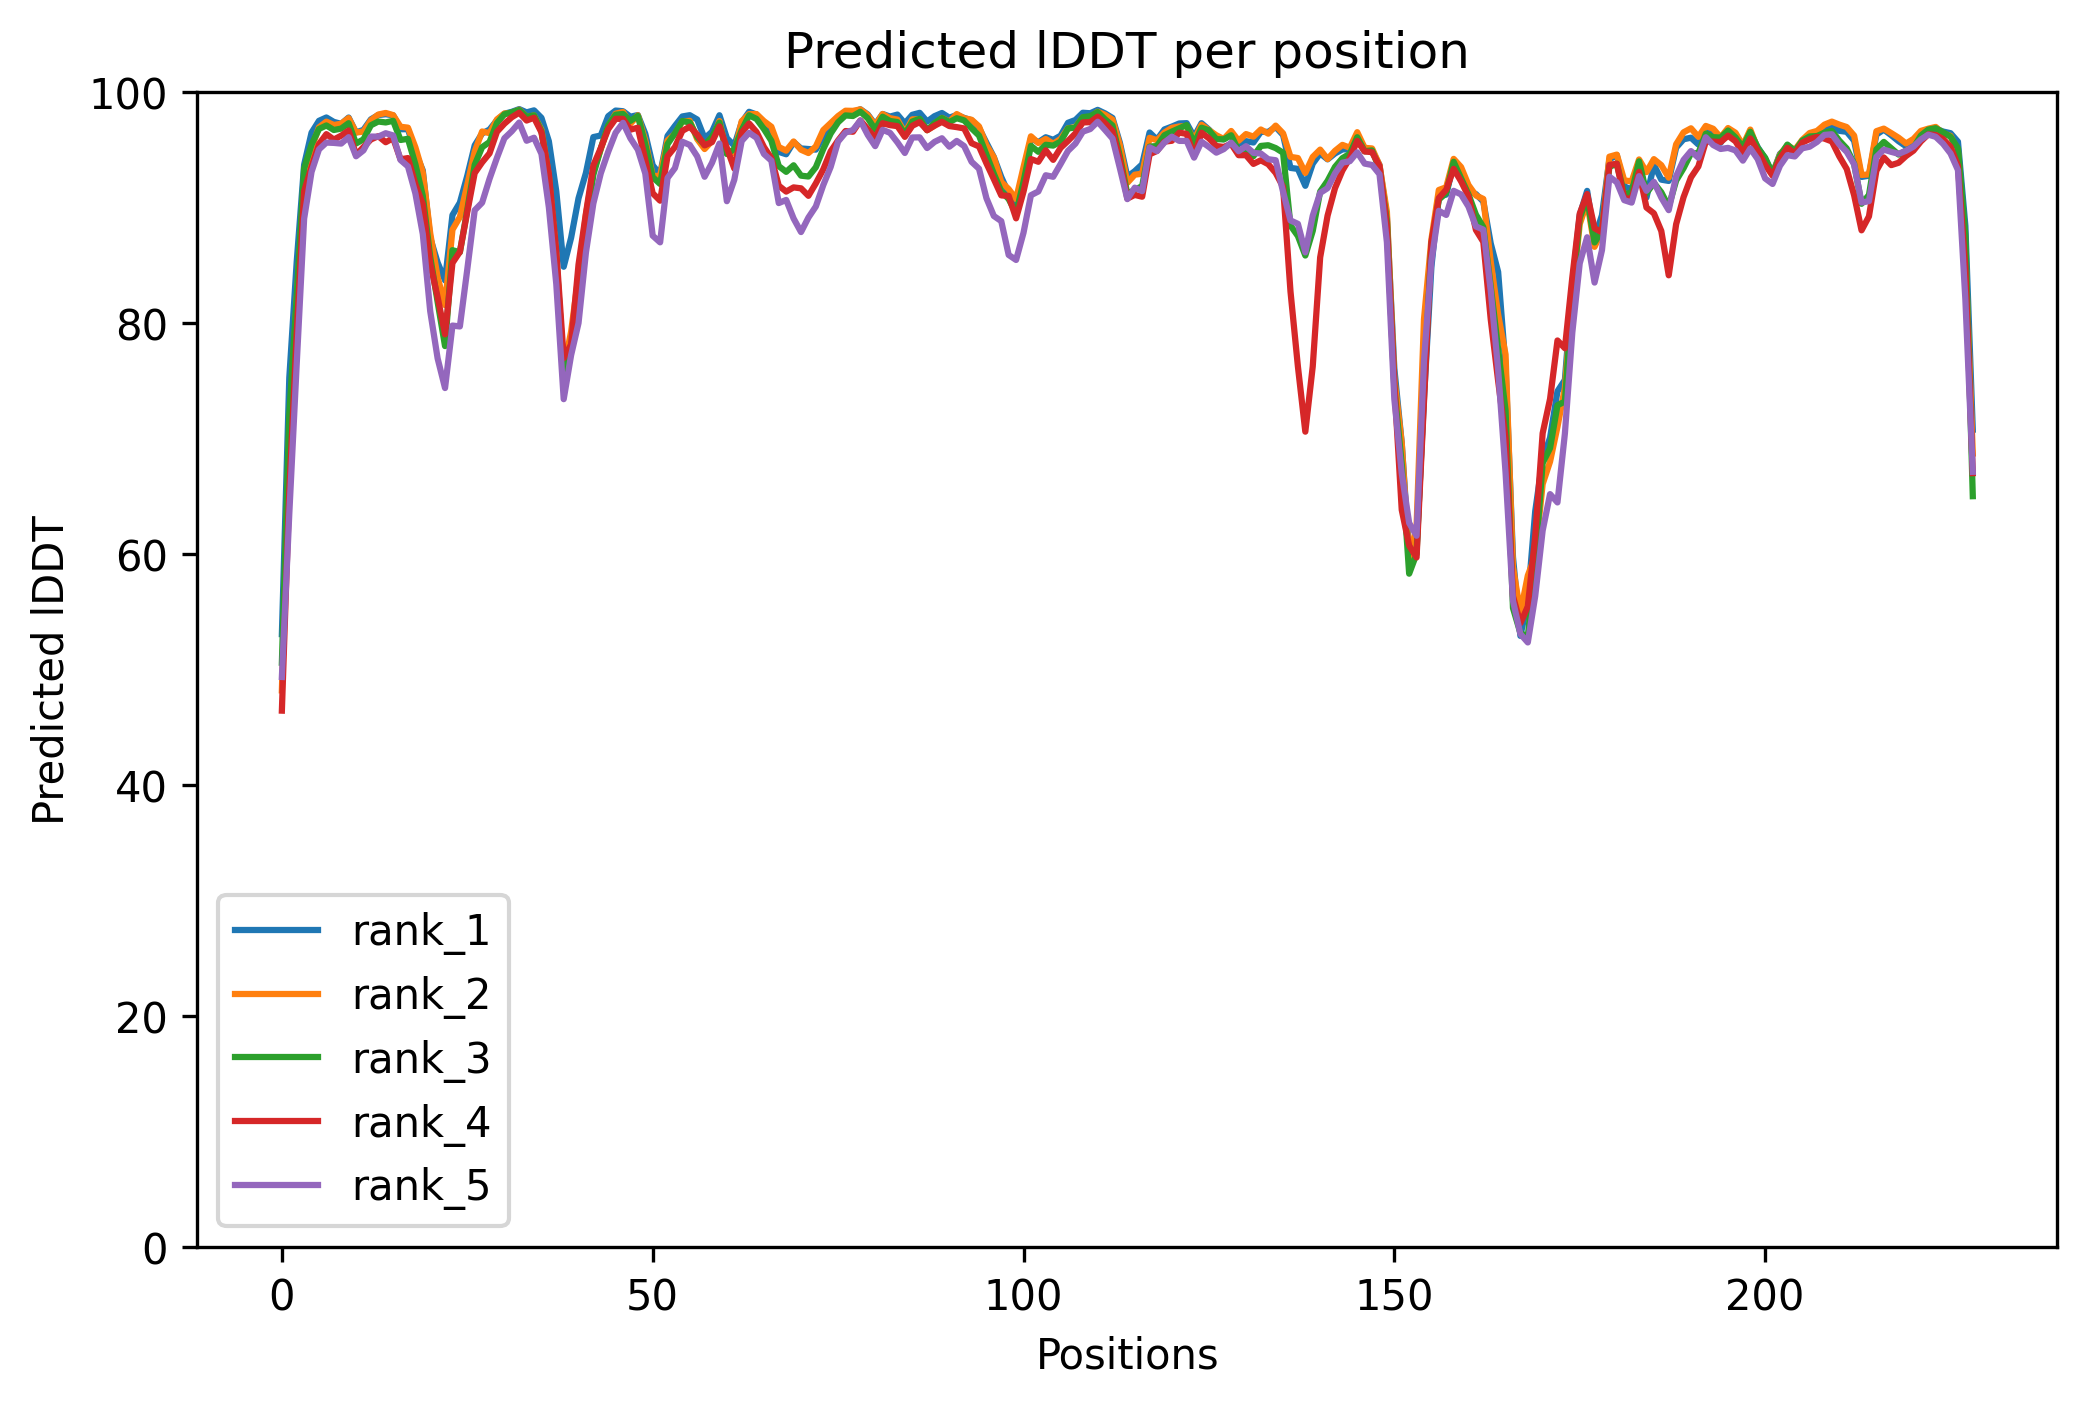 Predicted lDDT per position
100
80
60
40
20
0
Predicted lDDT
rank_1
rank_2
rank_3
rank_4
rank_5
0 50 100 150 200
Positions